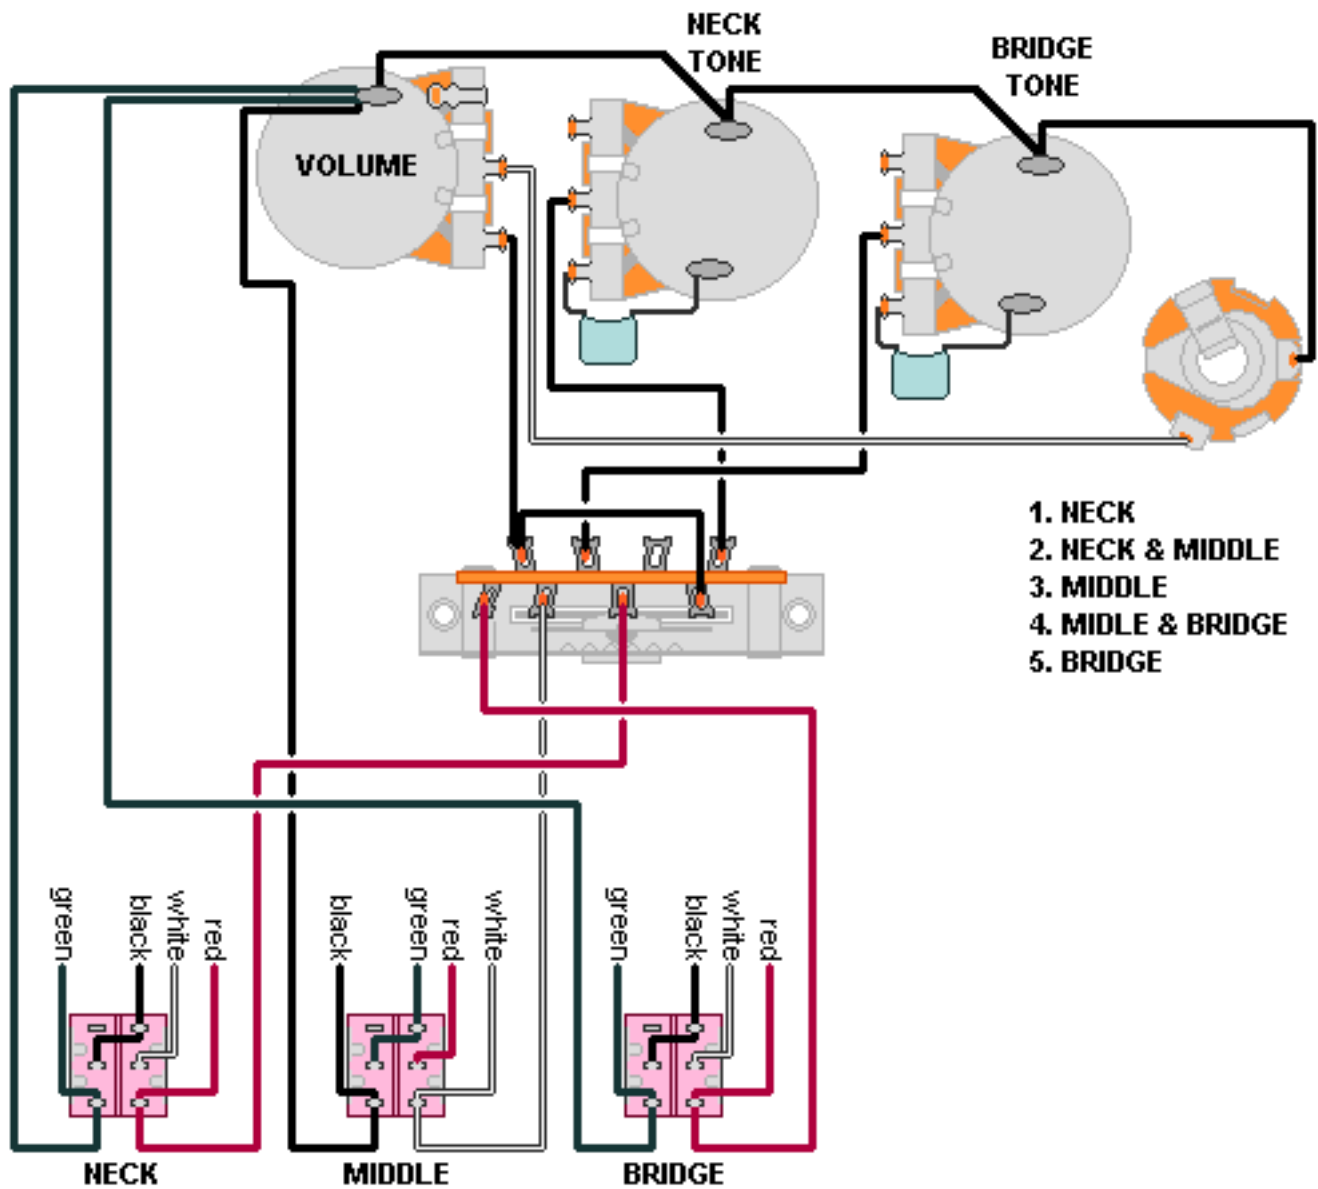 NECK
TONE
BRIDGE
TONE
VOLUME
1. NECK
2. NECK & MIDDLE
3. MIDDLE
4. MIDLE & BRIDGE
5. BRIDGE
green
black
white
red
black
green
red
white
green
black
white
red
NECK
MIDDLE
BRIDGE